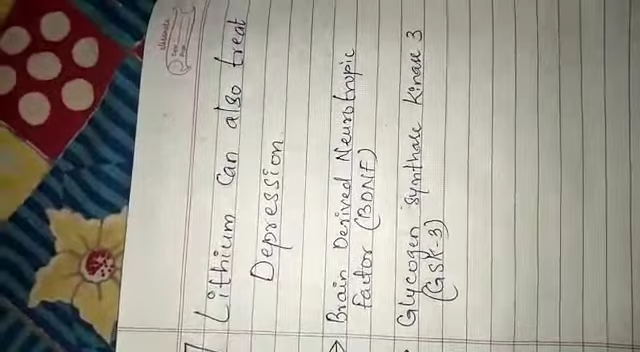 Lithium can also treat
Depression.
→ Brain Derived Neurotropic
factor (BDNF)
• Glycogen synthase kinase 3
(GSK-3)